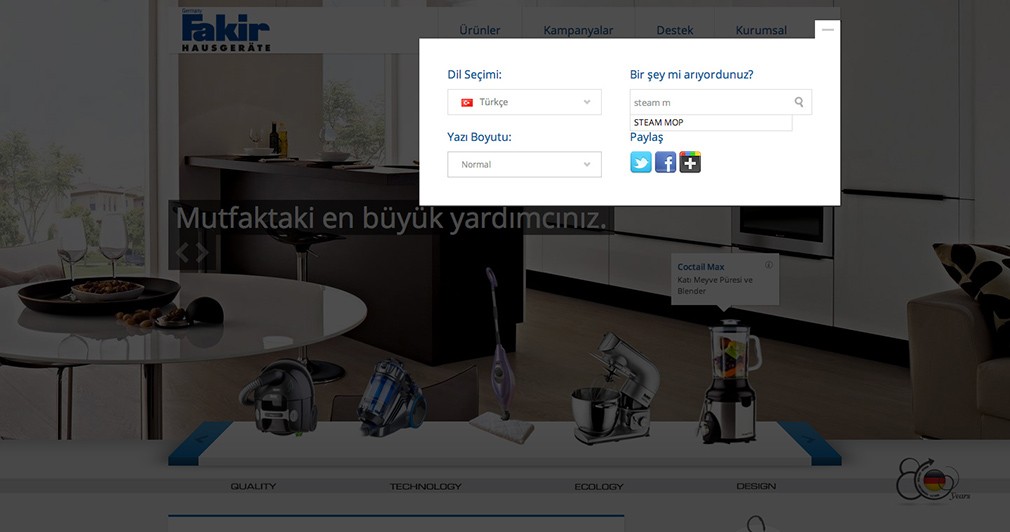 Semans
Fakir
HAUSGERÄTE
Ürünler
Kampanyalar
Destek
Kurumsal
Dil Seçimi:
Türkçe
Yazı Boyutu:
Normal
Bir şey mi arıyordunuz?
steam m
STEAM MOP
Paylaş
Mutfaktaki en büyük yardımcınız.
Coctail Max
Katı Meyve Püresi ve
Blender
QUALITY
TECHNOLOGY
ECOLOGY
DESIGN
80
Years